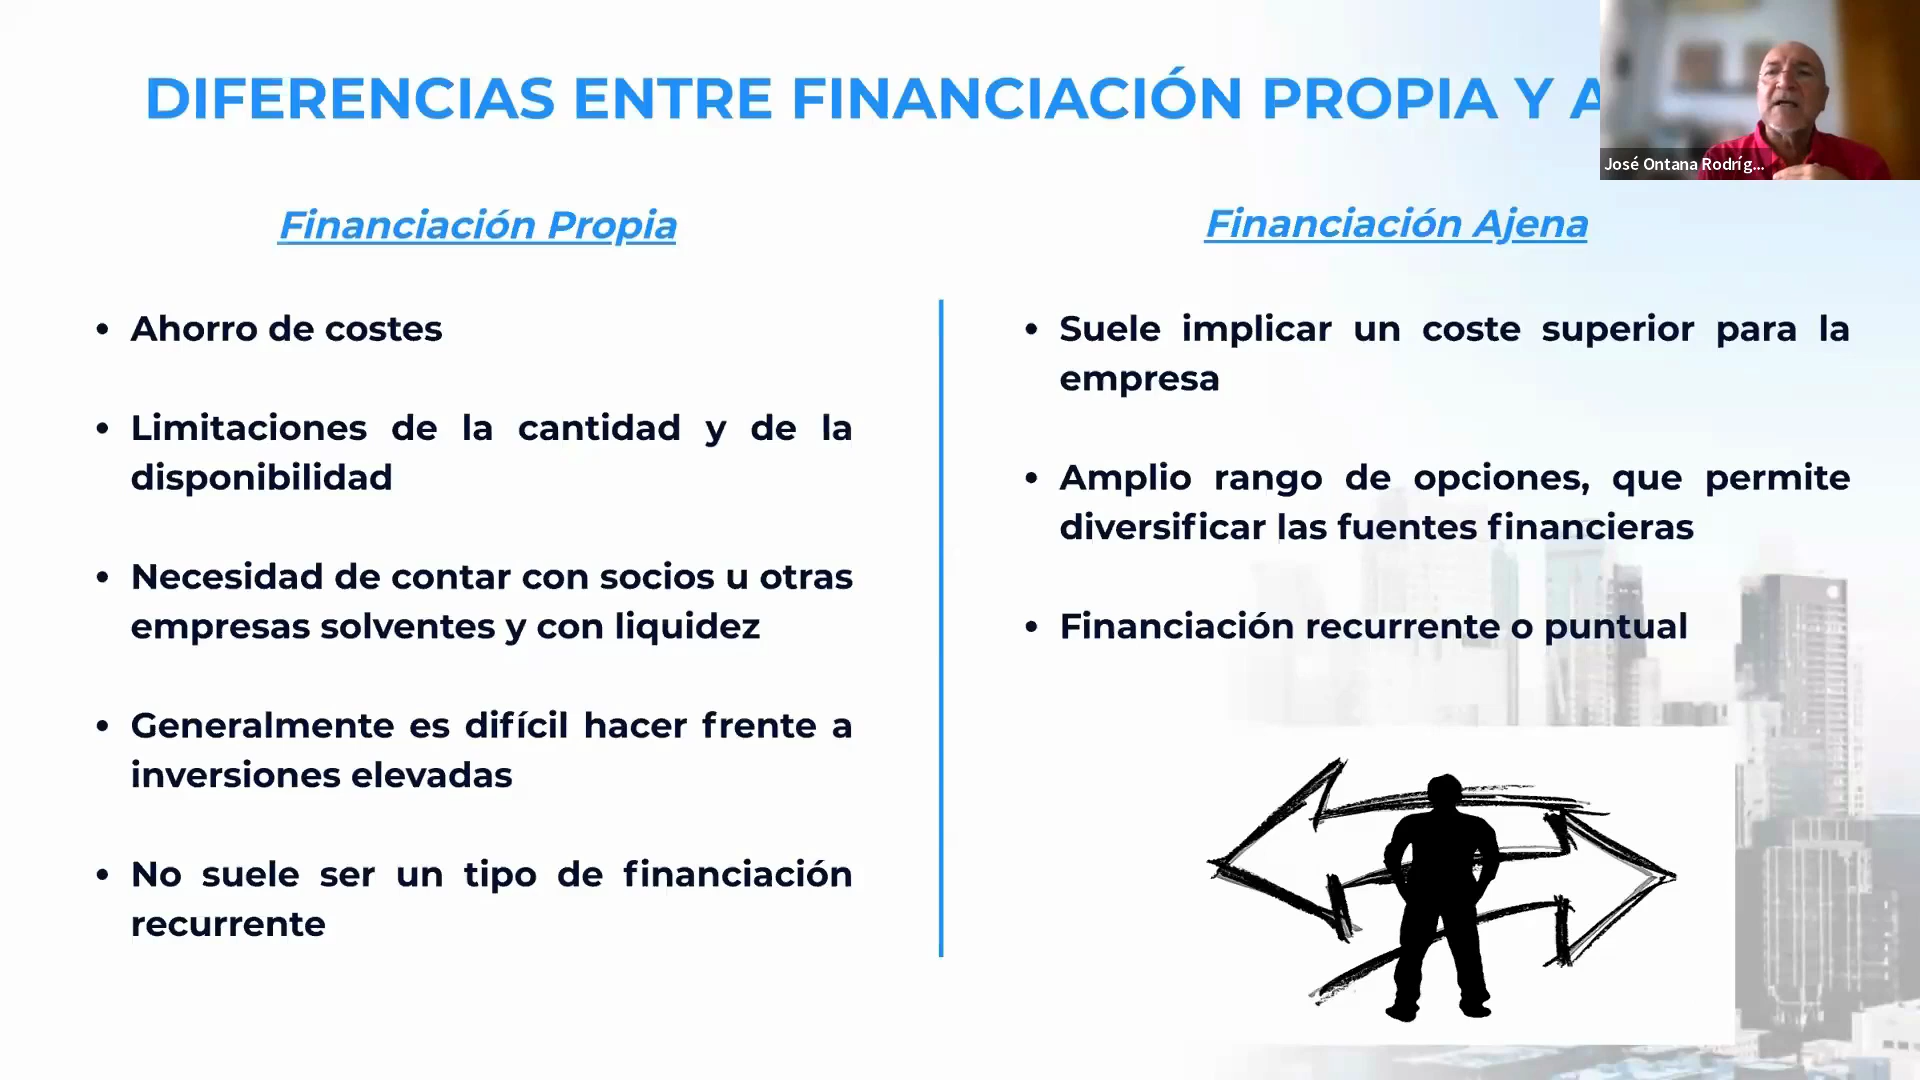 DIFERENCIAS ENTRE FINANCIACIÓN PROPIA Y A
José Ontana Rodríg...
Financiación Propia
• Ahorro de costes
• Limitaciones de la cantidad y de la
disponibilidad
• Necesidad de contar con socios u otras
empresas solventes y con liquidez
• Generalmente es difícil hacer frente a
inversiones elevadas
• No suele ser un tipo de financiación
recurrente
Financiación Ajena
• Suele implicar un coste superior para la
empresa
• Amplio rango de opciones, que permite
diversificar las fuentes financieras
• Financiación recurrente o puntual